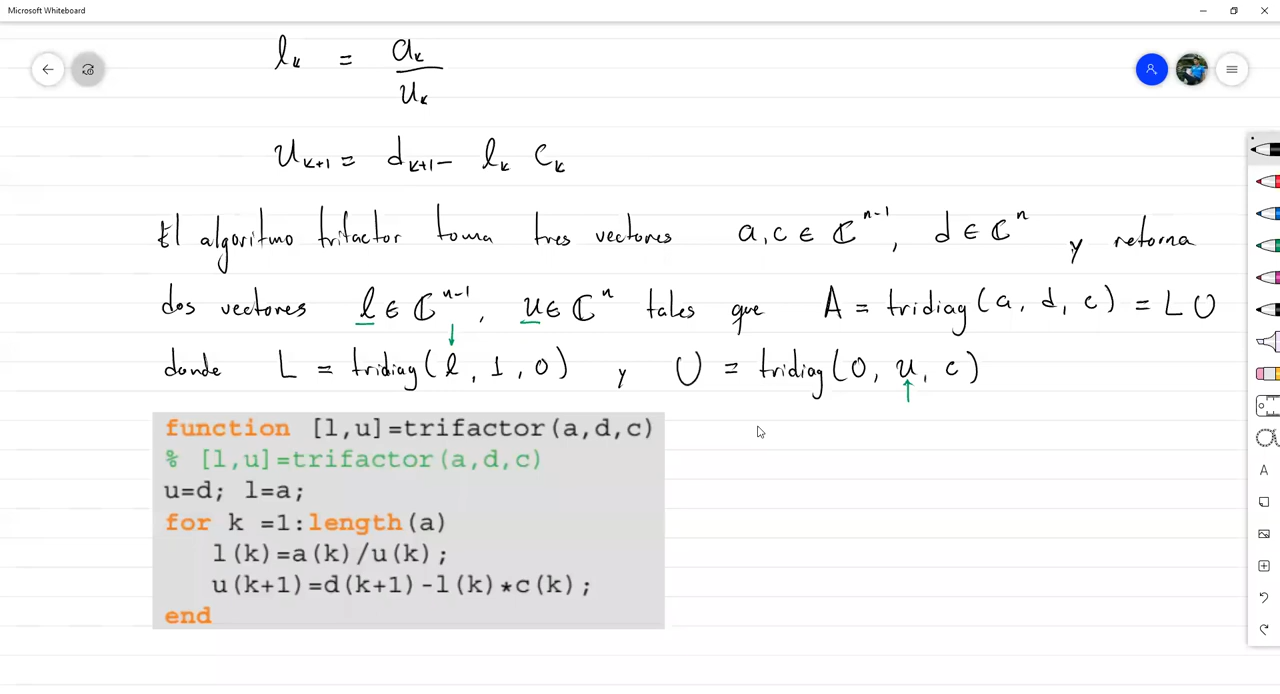 Microsoft Whiteboard
l_k = a_k / u_k
u_{k+1} = d_{k+1} - l_k c_k
El algoritmo trifactor toma tres vectores a, c ∈ ℂ^{n-1}, d ∈ ℂ^n y retorna
dos vectores l ∈ ℂ^{n-1}, u ∈ ℂ^n tales que A = tridiag(a, d, c) = L U
donde L = tridiag(l, 1, 0) y U = tridiag(0, u, c)
function [l,u]=trifactor(a,d,c)
% [l,u]=trifactor(a,d,c)
u=d; l=a;
for k =1:length(a)
l(k)=a(k)/u(k);
u(k+1)=d(k+1)-l(k)*c(k);
end
A